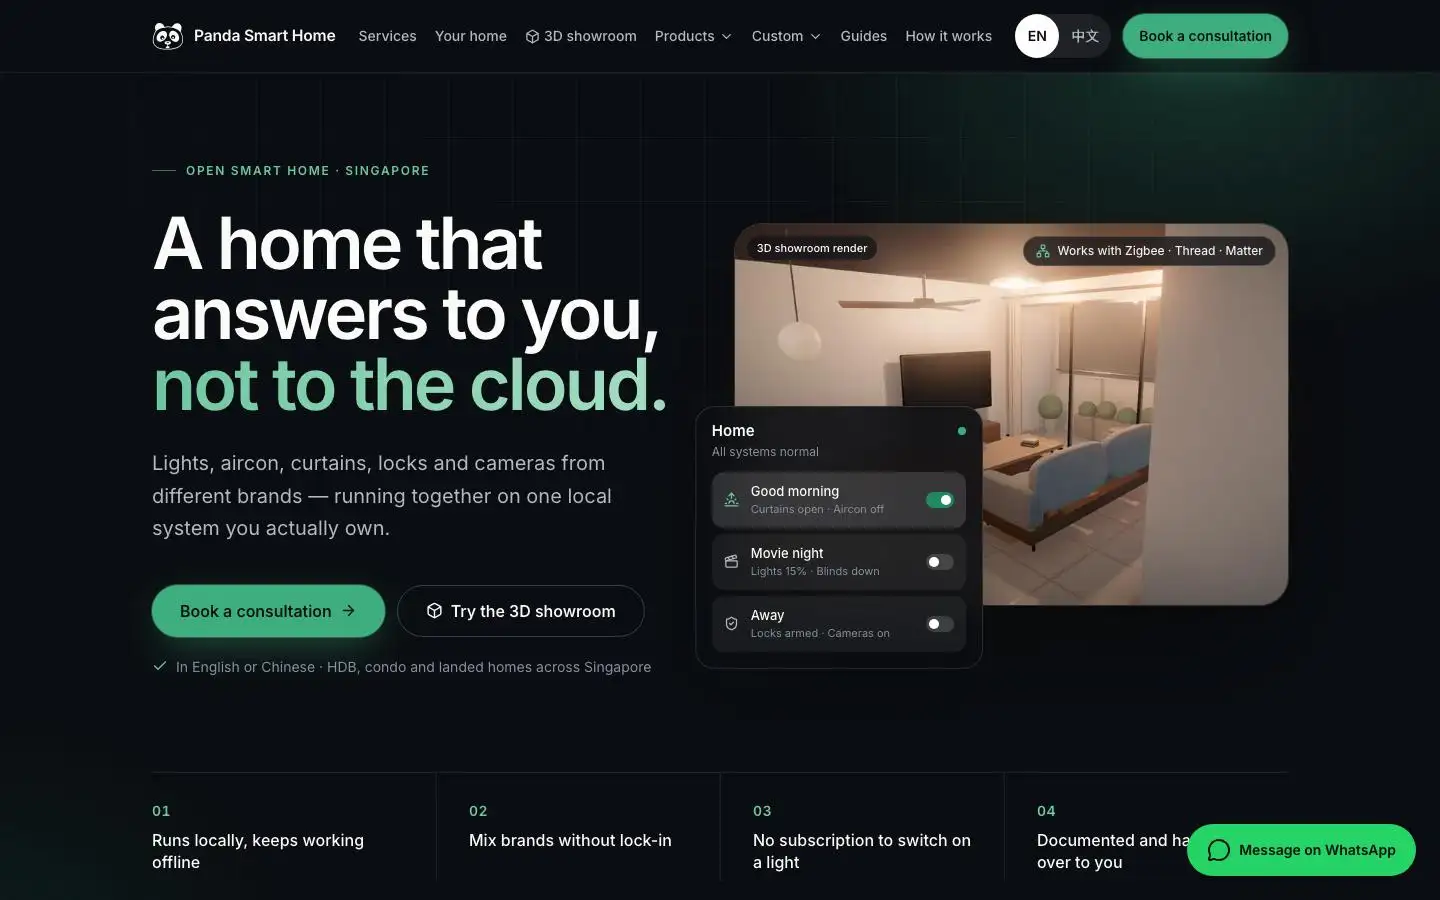 Panda Smart Home
Services
Your home
3D showroom
Products
Custom
Guides
How it works
EN
中文
Book a consultation
OPEN SMART HOME · SINGAPORE
A home that
answers to you,
not to the cloud.
Lights, aircon, curtains, locks and cameras from
different brands — running together on one local
system you actually own.
Book a consultation
Try the 3D showroom
In English or Chinese · HDB, condo and landed homes across Singapore
3D showroom render
Works with Zigbee · Thread · Matter
Home
All systems normal
Good morning
Curtains open · Aircon off
Movie night
Lights 15% · Blinds down
Away
Locks armed · Cameras on
01
Runs locally, keeps working
offline
02
Mix brands without lock-in
03
No subscription to switch on
a light
04
Documented and
over to you
Message on WhatsApp